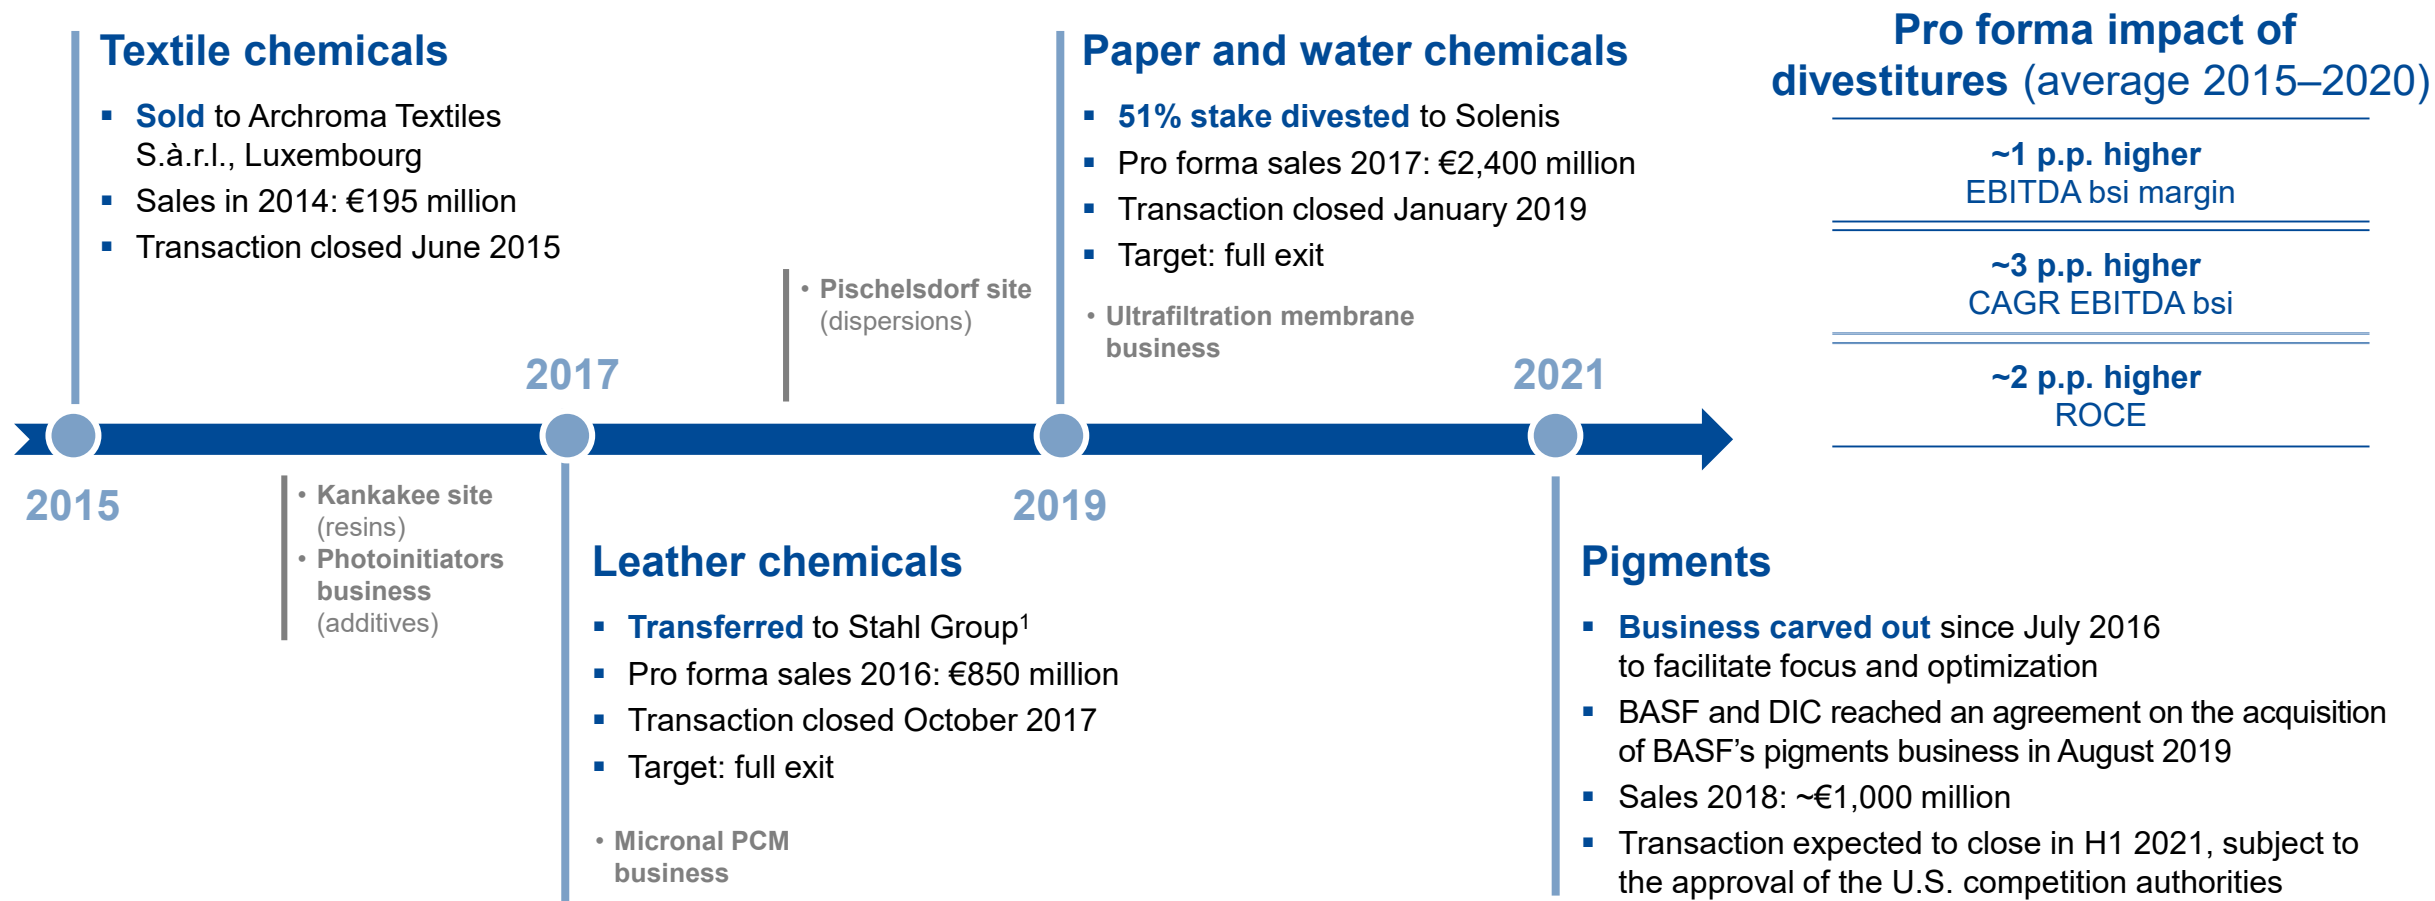 Textile chemicals
▪ Sold to Archroma Textiles
S.à.r.l., Luxembourg
▪ Sales in 2014: €195 million
▪ Transaction closed June 2015
Paper and water chemicals
▪ 51% stake divested to Solenis
▪ Pro forma sales 2017: €2,400 million
▪ Transaction closed January 2019
▪ Target: full exit
• Pischelsdorf site
(dispersions)
• Ultrafiltration membrane
business
Pro forma impact of
divestitures (average 2015–2020)
~1 p.p. higher
EBITDA bsi margin
~3 p.p. higher
CAGR EBITDA bsi
~2 p.p. higher
ROCE
2017
2021
2015
2019
• Kankakee site
(resins)
• Photoinitiators
business
(additives)
Leather chemicals
▪ Transferred to Stahl Group¹
▪ Pro forma sales 2016: €850 million
▪ Transaction closed October 2017
▪ Target: full exit
• Micronal PCM
business
Pigments
▪ Business carved out since July 2016
to facilitate focus and optimization
▪ BASF and DIC reached an agreement on the acquisition
of BASF’s pigments business in August 2019
▪ Sales 2018: ~€1,000 million
▪ Transaction expected to close in H1 2021, subject to
the approval of the U.S. competition authorities